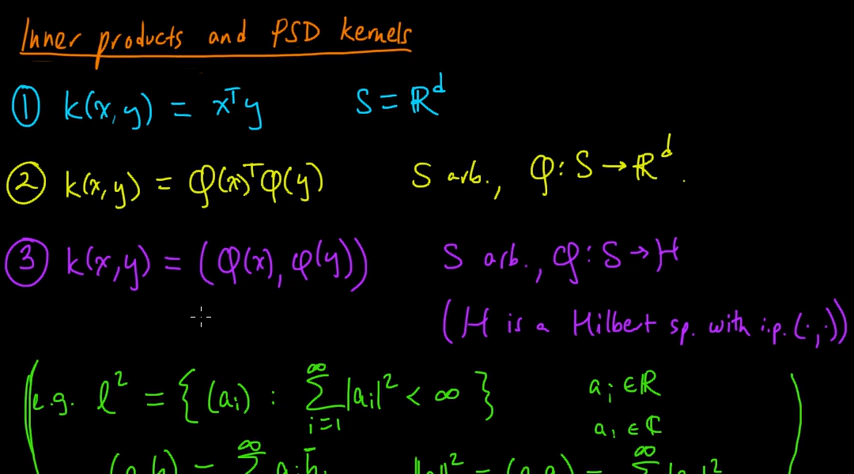 Inner products and PSD kernels
① k(x,y) = xᵀy S = ℝᵈ
② k(x,y) = φ(x)ᵀφ(y) S arb., φ: S → ℝᵈ.
③ k(x,y) = (φ(x), φ(y)) S arb., φ: S → H
(H is a Hilbert sp. with i.p. (·,·))
(e.g. l² = {(aᵢ) : ∑_{i=1}^{∞} |aᵢ|² < ∞} aᵢ ∈ ℝ
aᵢ ∈ ℂ